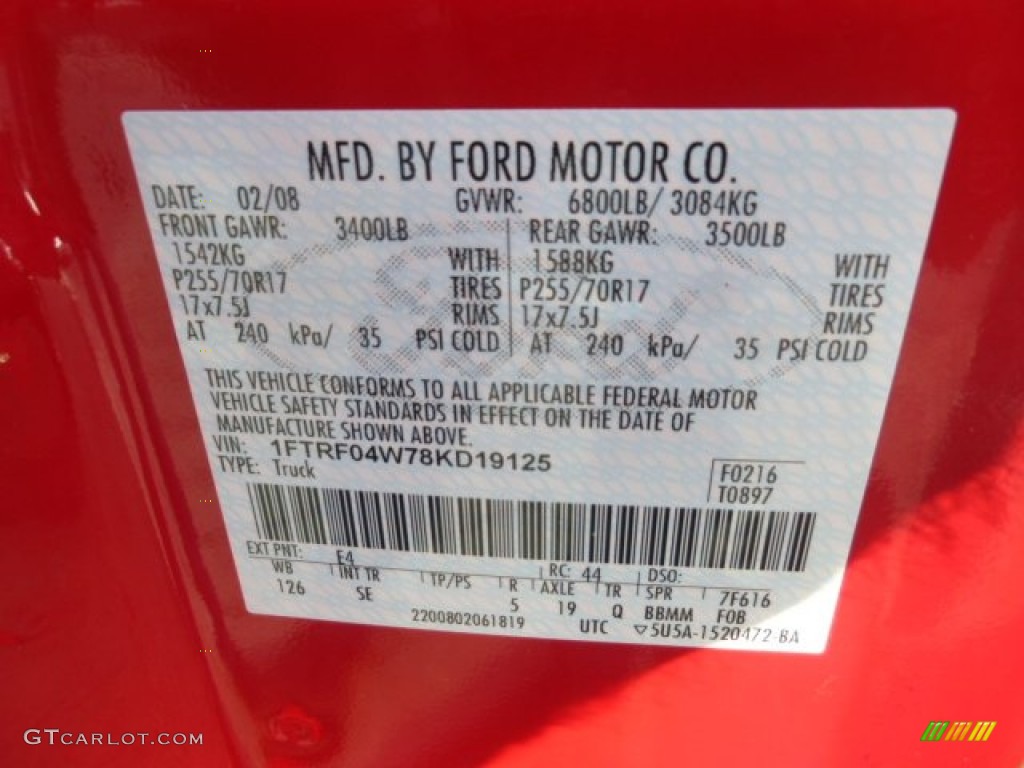 MFD. BY FORD MOTOR CO.
DATE: 02/08 GVWR: 6800LB/ 3084KG
FRONT GAWR: 3400LB REAR GAWR: 3500LB
1542KG WITH 1588KG WITH
P255/70R17 TIRES P255/70R17 TIRES
17x7.5J RIMS 17x7.5J RIMS
AT 240 kPa/ 35 PSI COLD AT 240 kPa/ 35 PSI COLD
THIS VEHICLE CONFORMS TO ALL APPLICABLE FEDERAL MOTOR
VEHICLE SAFETY STANDARDS IN EFFECT ON THE DATE OF
MANUFACTURE SHOWN ABOVE.
VIN: 1FTRF04W78KD19125
TYPE: Truck
F0216
T0897
EXT PNT: E4 RC: 44 DSO:
WB INT TR TP/PS R AXLE TR SPR 7F616
126 SE 5 19 Q BBMM FOB
2200802061819 UTC ▽5U5A-1520472-BA
GTCARLOT.COM